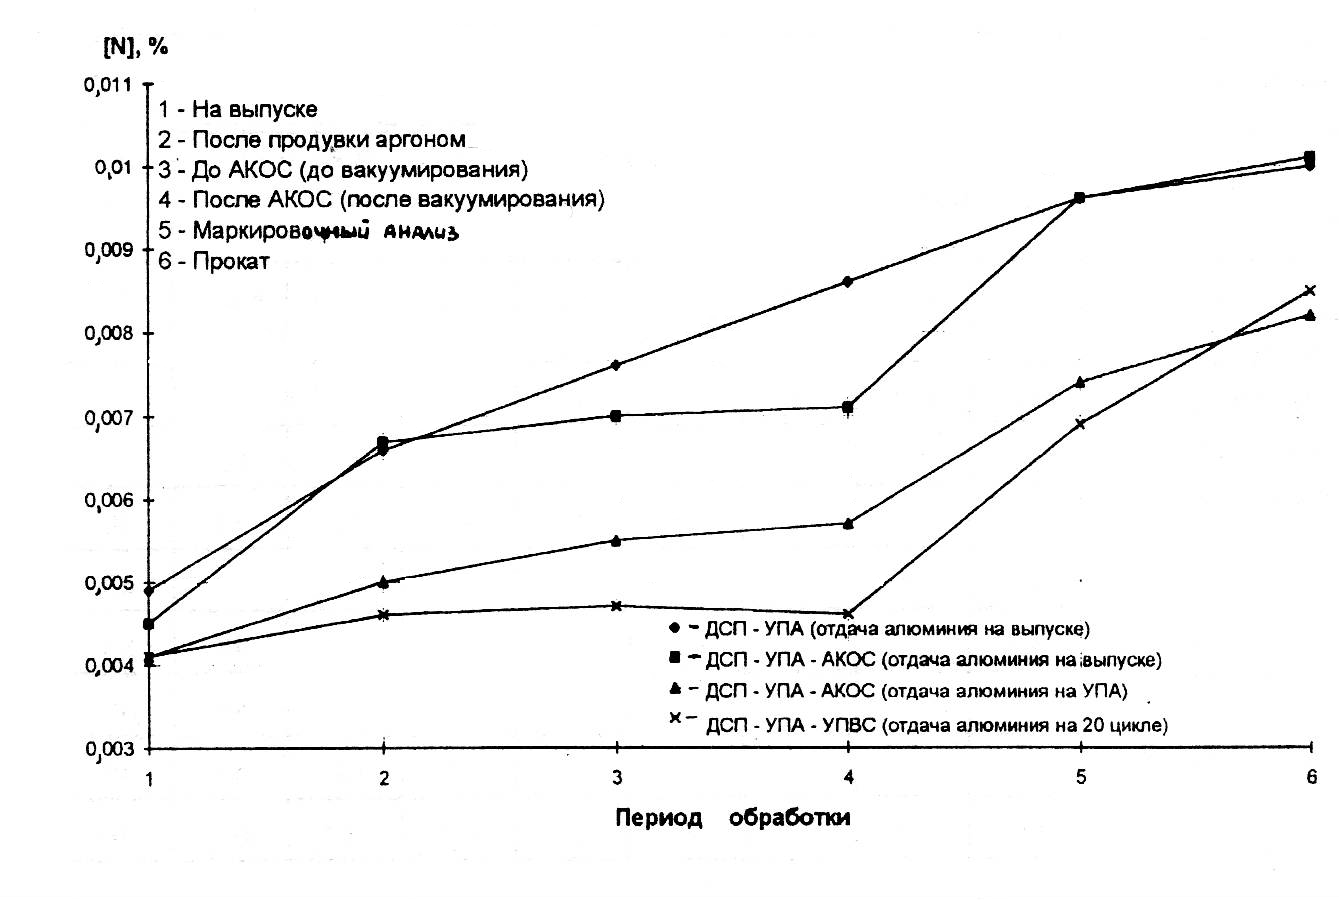 [N], %
0,011
1 - На выпуске
2 - После продувки аргоном
0,01
3 - До АКОС (до вакуумирования)
4 - После АКОС (после вакуумирования)
5 - Маркировочный анализ
0,009
6 - Прокат
0,008
0,007
0,006
0,005
- ДСП - УПА (отдача алюминия на выпуске)
0,004
- ДСП - УПА - АКОС (отдача алюминия на выпуске)
- ДСП - УПА - АКОС (отдача алюминия на УПА)
- ДСП - УПА - УПВС (отдача алюминия на 20 цикле)
0,003
1 2 3 4 5 6
Период обработки